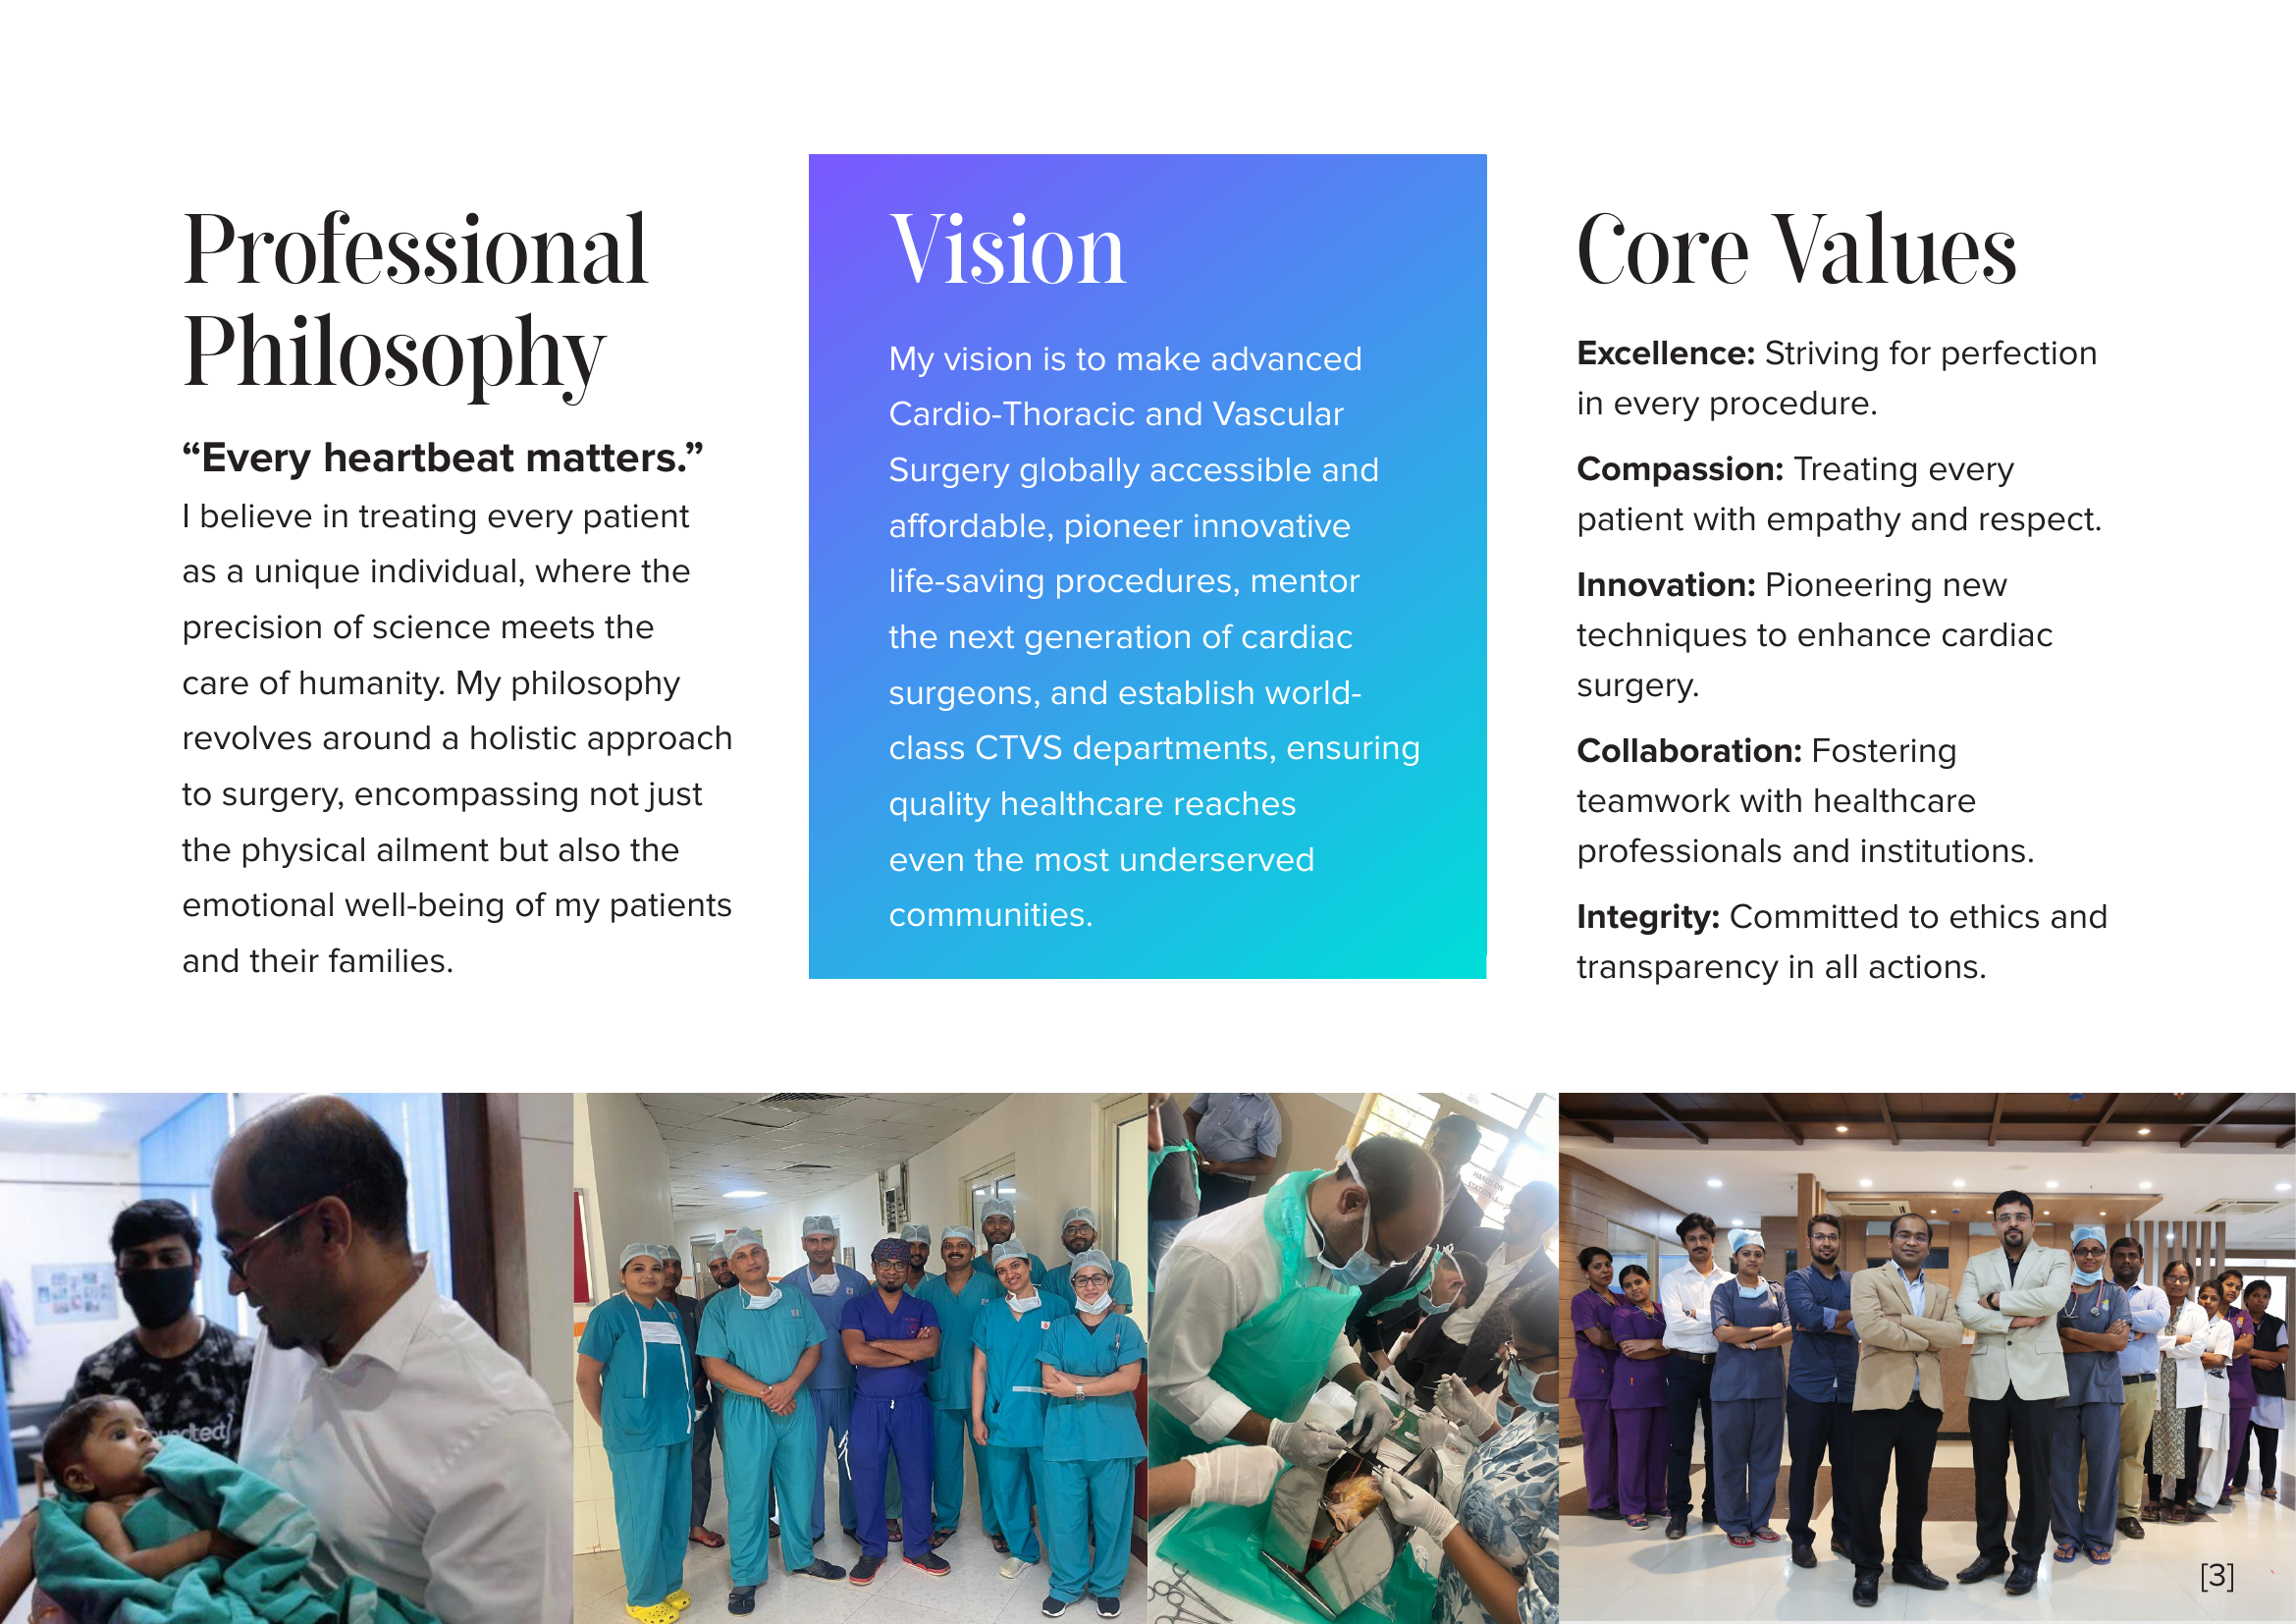 Professional
Philosophy
“Every heartbeat matters.”
I believe in treating every patient
as a unique individual, where the
precision of science meets the
care of humanity. My philosophy
revolves around a holistic approach
to surgery, encompassing not just
the physical ailment but also the
emotional well-being of my patients
and their families.
Vision
My vision is to make advanced
Cardio-Thoracic and Vascular
Surgery globally accessible and
affordable, pioneer innovative
life-saving procedures, mentor
the next generation of cardiac
surgeons, and establish world-
class CTVS departments, ensuring
quality healthcare reaches
even the most underserved
communities.
Core Values
Excellence: Striving for perfection
in every procedure.
Compassion: Treating every
patient with empathy and respect.
Innovation: Pioneering new
techniques to enhance cardiac
surgery.
Collaboration: Fostering
teamwork with healthcare
professionals and institutions.
Integrity: Committed to ethics and
transparency in all actions.
HANDS ON
STATION-1
[3]